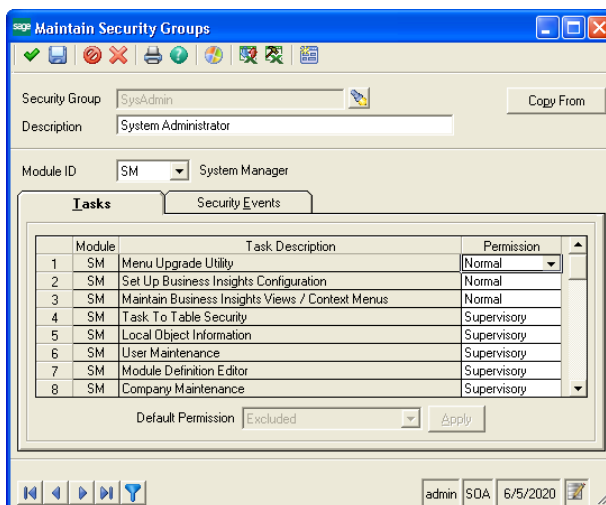 sage Maintain Security Groups
Security Group SysAdmin Copy From
Description System Administrator
Module ID SM System Manager
Tasks Security Events
Module Task Description Permission
1 SM Menu Upgrade Utility Normal
2 SM Set Up Business Insights Configuration Normal
3 SM Maintain Business Insights Views / Context Menus Normal
4 SM Task To Table Security Supervisory
5 SM Local Object Information Supervisory
6 SM User Maintenance Supervisory
7 SM Module Definition Editor Supervisory
8 SM Company Maintenance Supervisory
Default Permission Excluded Apply
admin SOA 6/5/2020